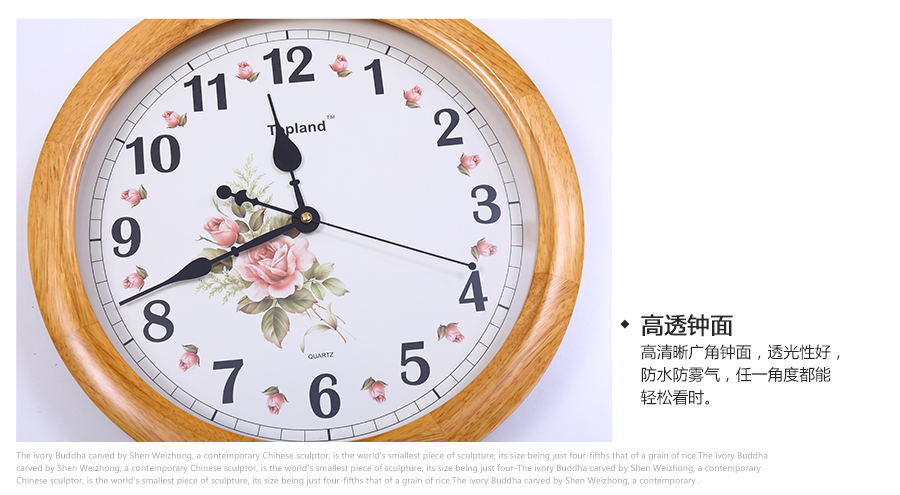 12
1
2
3
4
5
6
7
8
9
10
11
Topland™
QUARTZ
高透钟面
高清晰广角钟面，透光性好，
防水防雾气，任一角度都能
轻松看时。
The ivory Buddha carved by Shen Weizhong, a contemporary Chinese sculptor, is the world's smallest piece of sculpture, its size being just four-fifths that of a grain of rice.The ivory Buddha
carved by Shen Weizhong, a contemporary Chinese sculptor, is the world's smallest piece of sculpture, its size being just four-The ivory Buddha carved by Shen Weizhong, a contemporary
Chinese sculptor, is the world's smallest piece of sculpture, its size being just four-fifths that of a grain of rice.The ivory Buddha carved by Shen Weizhong, a contemporary .